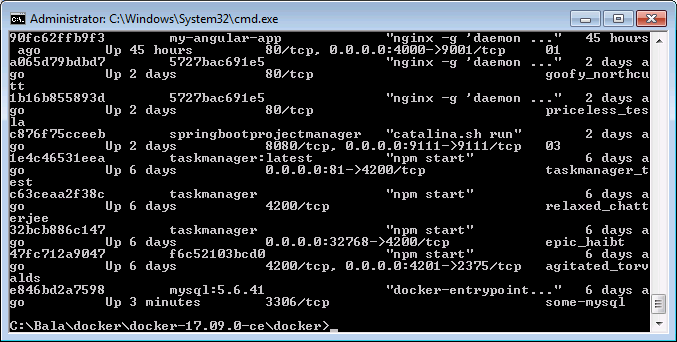 Administrator: C:\Windows\System32\cmd.exe
90fc62ffb9f3 my-angular-app "nginx -g 'daemon ..." 45 hours
ago Up 45 hours 80/tcp, 0.0.0.0:4000->9001/tcp 01
a065d79bdbd7 5727bac691e5 "nginx -g 'daemon ..." 2 days a
go Up 2 days 80/tcp goofy_northcu
tt
1b16b855893d 5727bac691e5 "nginx -g 'daemon ..." 2 days a
go Up 2 days 80/tcp priceless_tes
la
c876f75cceeb springbootprojectmanager "catalina.sh run" 2 days a
go Up 2 days 8080/tcp, 0.0.0.0:9111->9111/tcp 03
1e4c46531eea taskmanager:latest "npm start" 6 days a
go Up 6 days 0.0.0.0:81->4200/tcp taskmanager_t
est
c63ceaa2f38c taskmanager "npm start" 6 days a
go Up 6 days 4200/tcp relaxed_chatt
erjee
32bcb886c147 taskmanager "npm start" 6 days a
go Up 6 days 0.0.0.0:32768->4200/tcp epic_haibt
47fc712a9047 f6c52103bcd0 "npm start" 6 days a
go Up 6 days 4200/tcp, 0.0.0.0:4201->2375/tcp agitated_torv
alds
e846bd2a7598 mysql:5.6.41 "docker-entrypoint..." 6 days a
go Up 3 minutes 3306/tcp some-mysql
C:\Bala\docker\docker-17.09.0-ce\docker>_